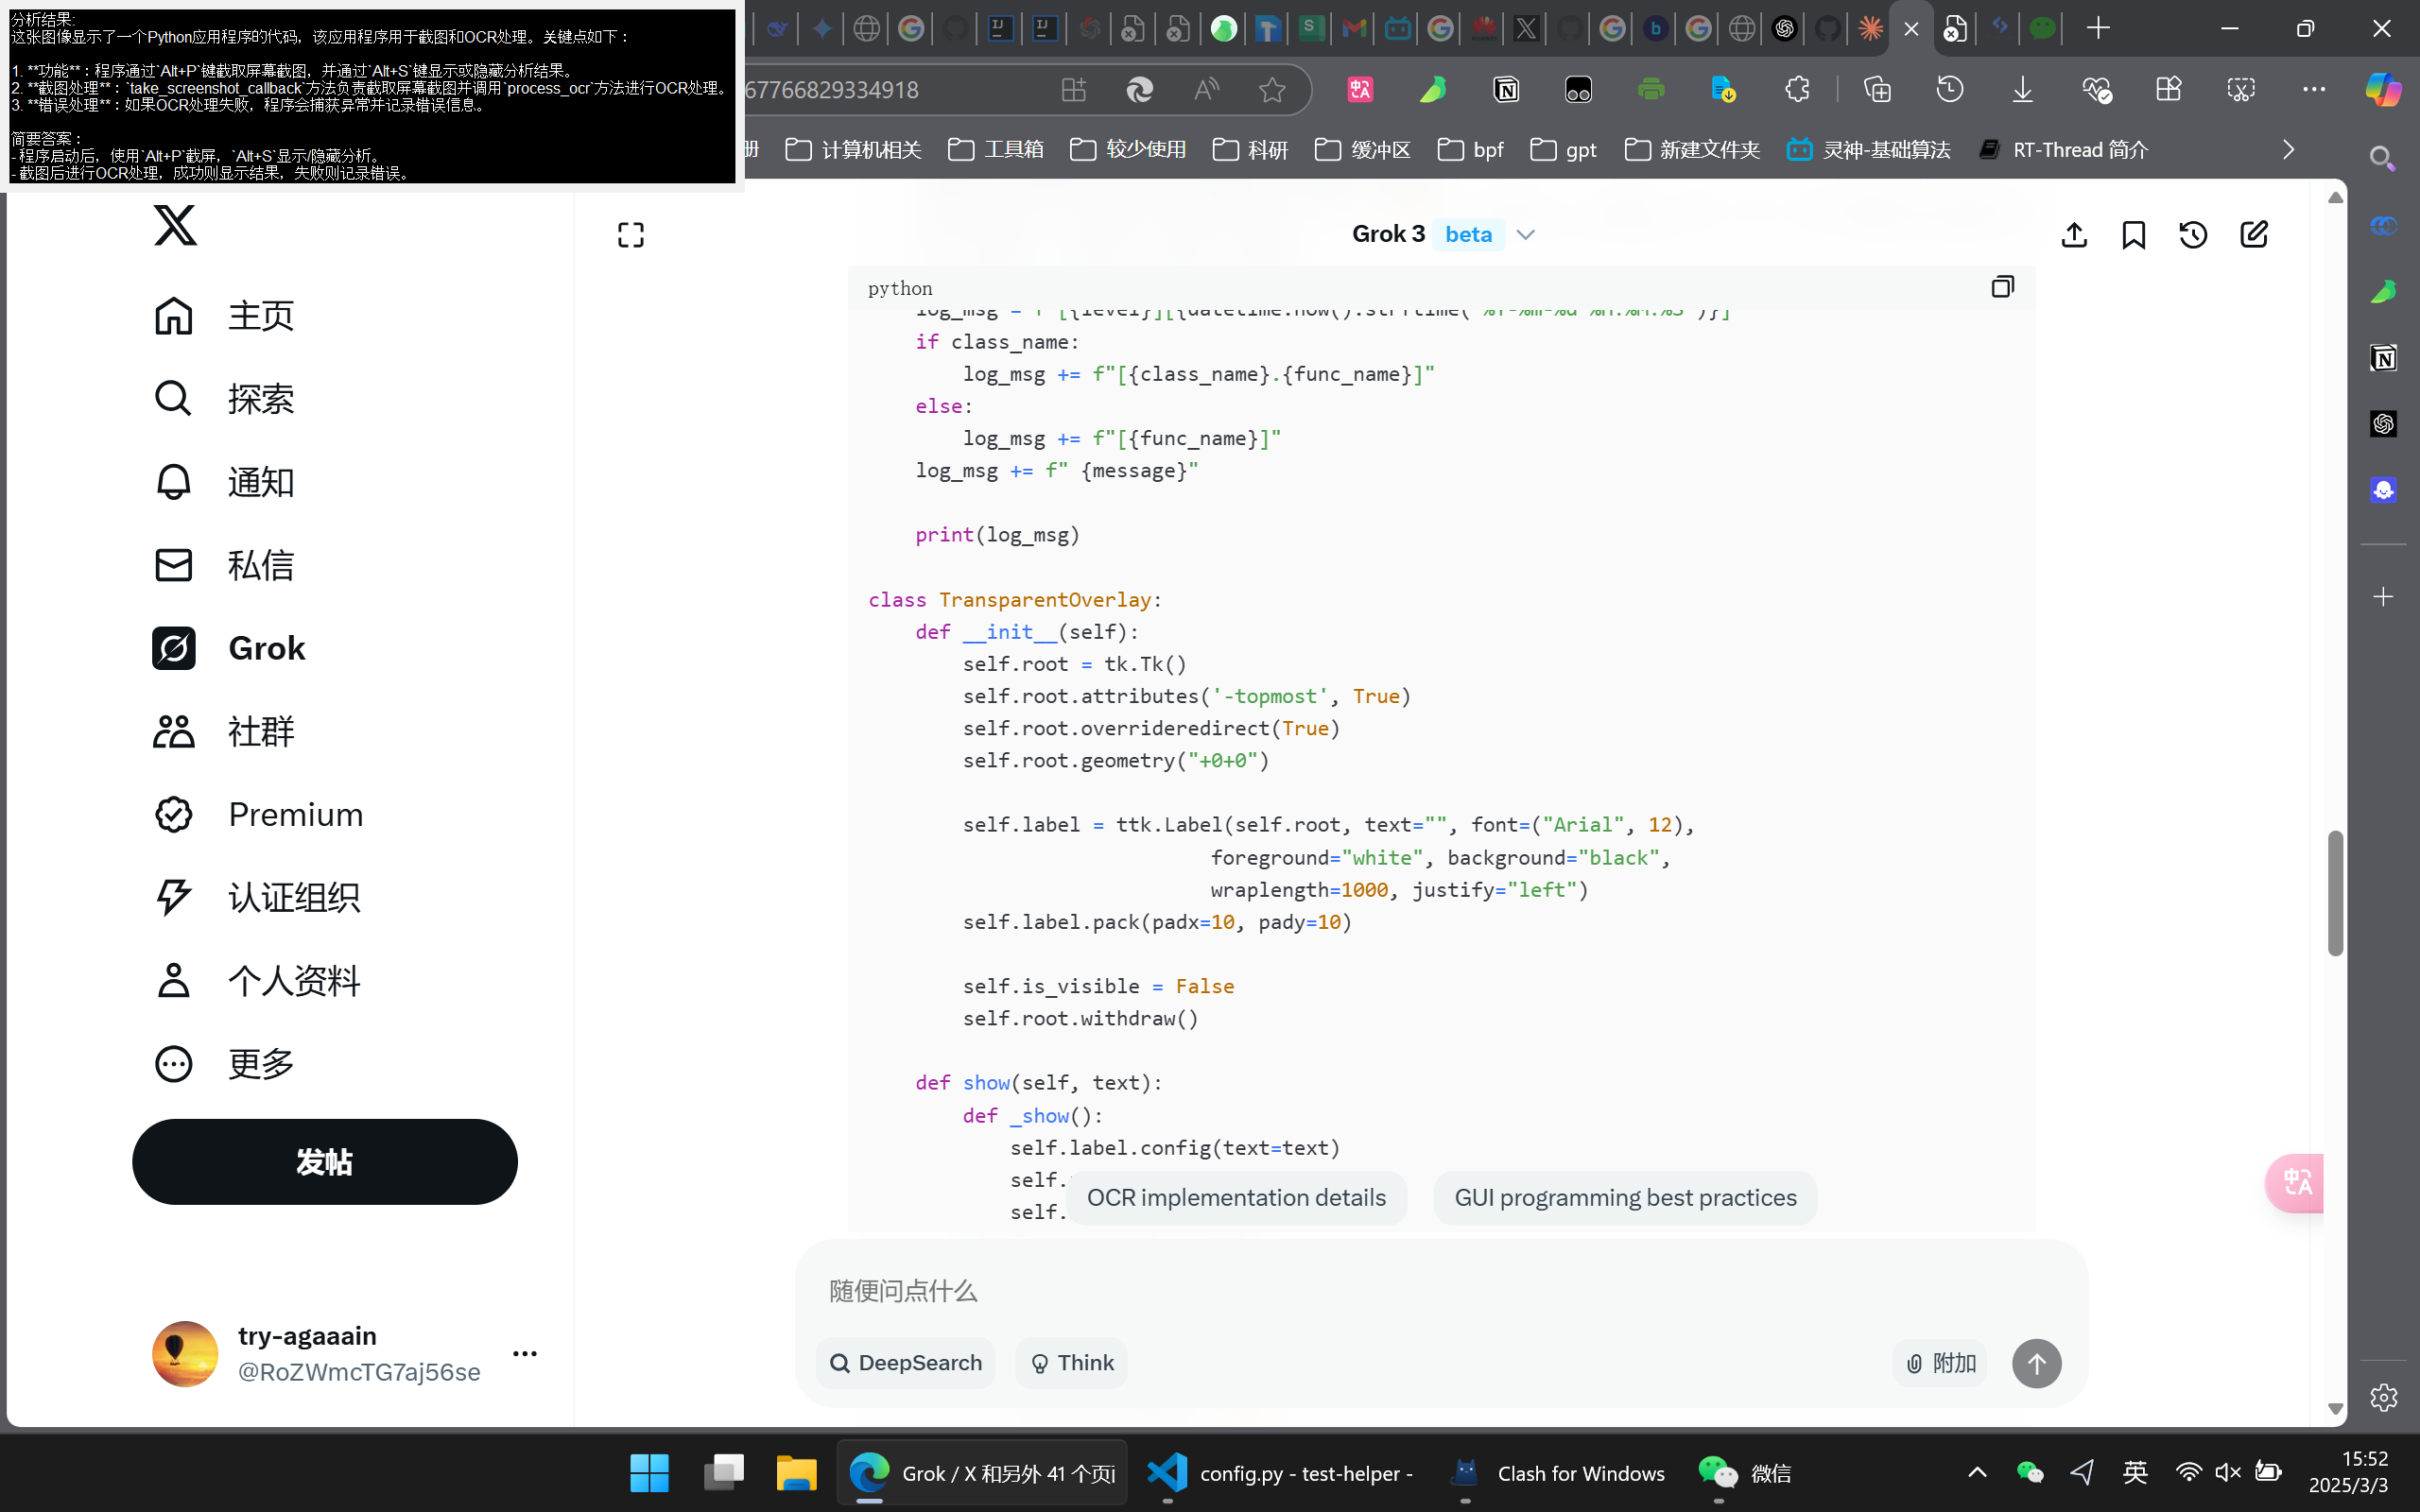 分析结果:
这张图像显示了一个Python应用程序的代码，该应用程序用于截图和OCR处理。关键点如下：
1. **功能**：程序通过`Alt+P`键截取屏幕截图，并通过`Alt+S`键显示或隐藏分析结果。
2. **截图处理**：`take_screenshot_callback`方法负责截取屏幕截图并调用`process_ocr`方法进行OCR处理。
3. **错误处理**：如果OCR处理失败，程序会捕获异常并记录错误信息。
简要答案：
- 程序启动后，使用`Alt+P`截屏，`Alt+S`显示/隐藏分析。
- 截图后进行OCR处理，成功则显示结果，失败则记录错误。
67766829334918
计算机相关
工具箱
较少使用
科研
缓冲区
bpf
gpt
新建文件夹
灵神-基础算法
RT-Thread 简介
主页
探索
通知
私信
Grok
社群
Premium
认证组织
个人资料
更多
发帖
try-agaaain
@RoZWmcTG7aj56se
Grok 3 beta
python
log_msg = f"[{level}][{datetime.now().strftime('%Y-%m-%d %H:%M:%S')}]
if class_name:
log_msg += f"[{class_name}.{func_name}]"
else:
log_msg += f"[{func_name}]"
log_msg += f" {message}"
print(log_msg)
class TransparentOverlay:
def __init__(self):
self.root = tk.Tk()
self.root.attributes('-topmost', True)
self.root.overrideredirect(True)
self.root.geometry("+0+0")
self.label = ttk.Label(self.root, text="", font=("Arial", 12),
foreground="white", background="black",
wraplength=1000, justify="left")
self.label.pack(padx=10, pady=10)
self.is_visible = False
self.root.withdraw()
def show(self, text):
def _show():
self.label.config(text=text)
self.
self.
OCR implementation details
GUI programming best practices
随便问点什么
DeepSearch
Think
附加
Grok / X 和另外 41 个页i
config.py - test-helper -
Clash for Windows
微信
英
15:52
2025/3/3